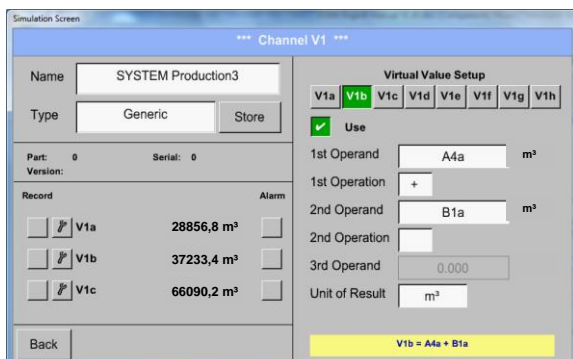 Simulation Screen
*** Channel V1 ***
Name SYSTEM Production3
Type Generic Store
Part: 0 Serial: 0
Version:
Record Alarm
V1a 28856,8 m³
V1b 37233,4 m³
V1c 66090,2 m³
Back
Virtual Value Setup
V1a V1b V1c V1d V1e V1f V1g V1h
Use
1st Operand A4a m³
1st Operation +
2nd Operand B1a m³
2nd Operation
3rd Operand 0.000
Unit of Result m³
V1b = A4a + B1a